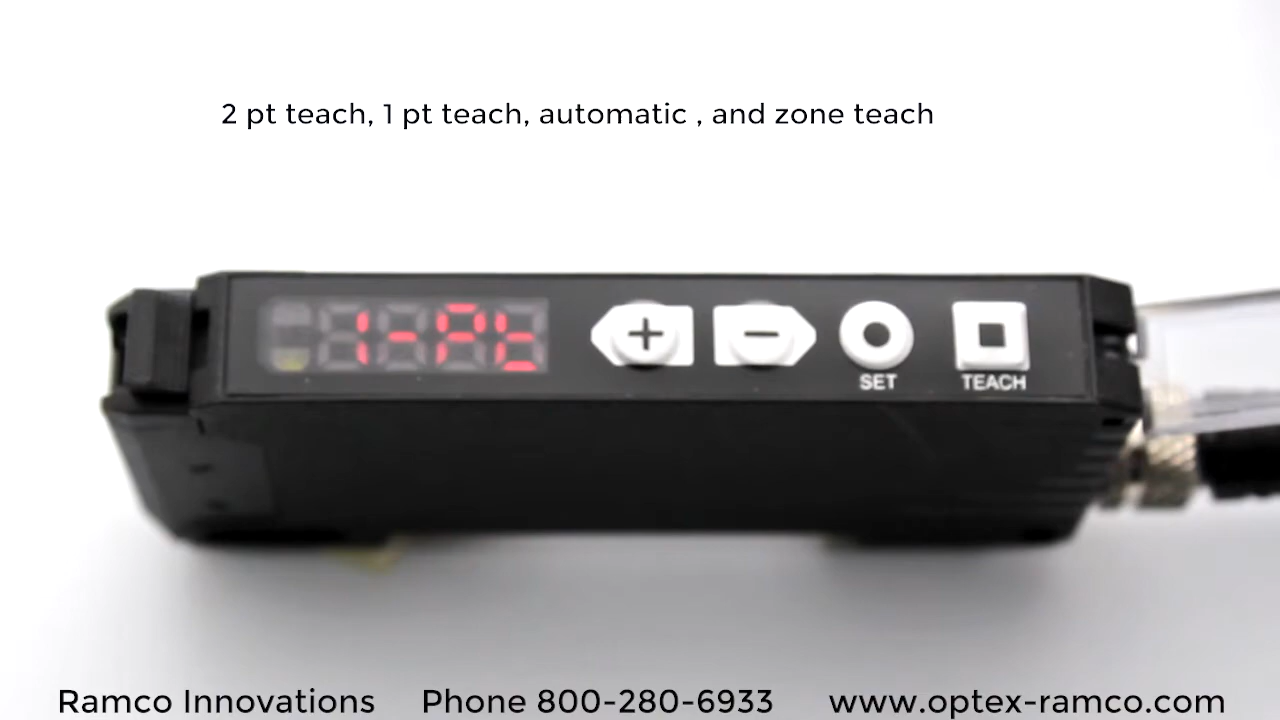 2 pt teach, 1 pt teach, automatic , and zone teach
1-Pt
+ − SET TEACH
Ramco Innovations Phone 800-280-6933 www.optex-ramco.com